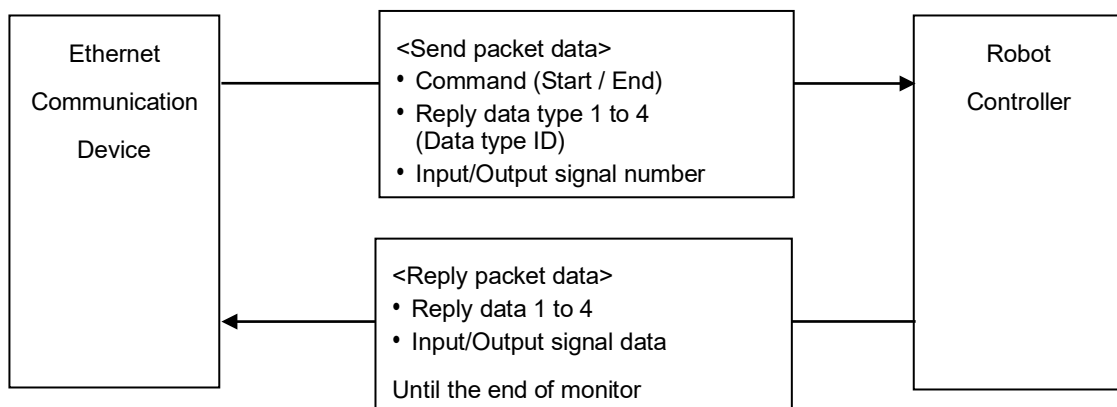 Ethernet
Communication
Device
<Send packet data>
• Command (Start / End)
• Reply data type 1 to 4
(Data type ID)
• Input/Output signal number
Robot
Controller
<Reply packet data>
• Reply data 1 to 4
• Input/Output signal data
Until the end of monitor